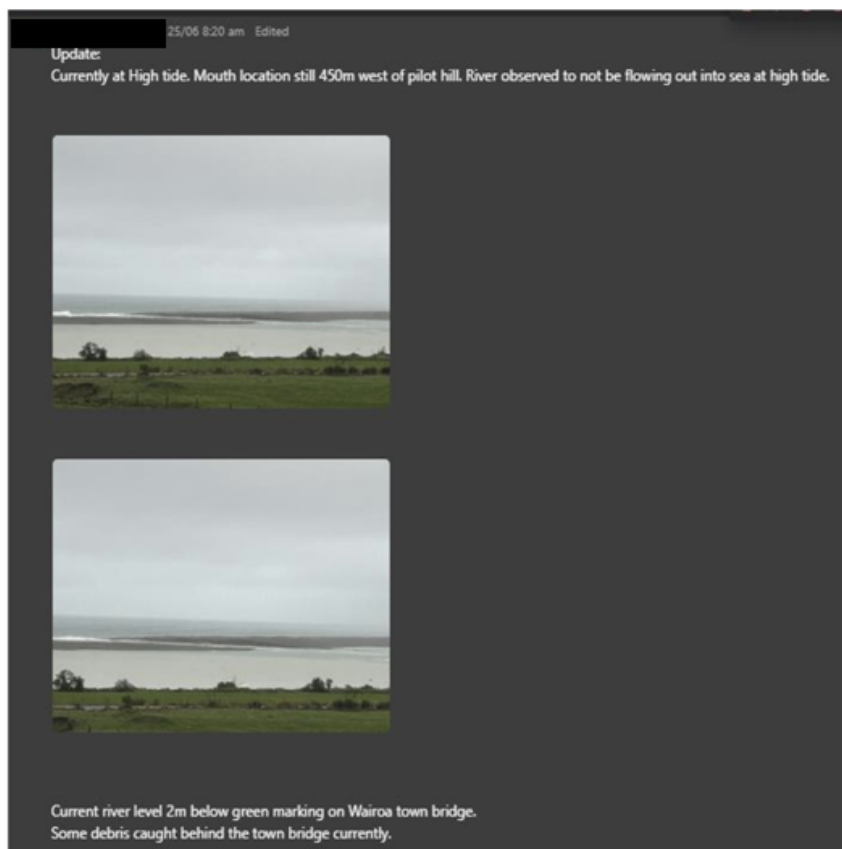 25/06 8:20 am Edited
Update:
Currently at High tide. Mouth location still 450m west of pilot hill. River observed to not be flowing out into sea at high tide.
Current river level 2m below green marking on Wairoa town bridge.
Some debris caught behind the town bridge currently.